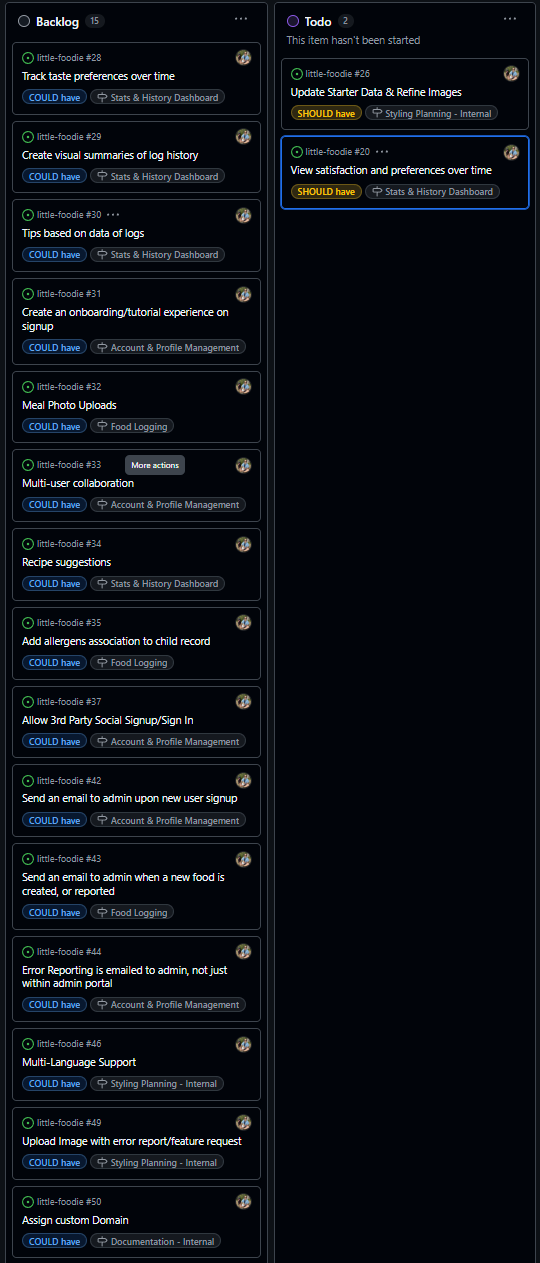 Backlog 15 ...
little-foodie #28
Track taste preferences over time
COULD have Stats & History Dashboard
little-foodie #29
Create visual summaries of log history
COULD have Stats & History Dashboard
little-foodie #30 ...
Tips based on data of logs
COULD have Stats & History Dashboard
little-foodie #31
Create an onboarding/tutorial experience on
signup
COULD have Account & Profile Management
little-foodie #32
Meal Photo Uploads
COULD have Food Logging
little-foodie #33 More actions
Multi-user collaboration
COULD have Account & Profile Management
little-foodie #34
Recipe suggestions
COULD have Stats & History Dashboard
little-foodie #35
Add allergens association to child record
COULD have Food Logging
little-foodie #37
Allow 3rd Party Social Signup/Sign In
COULD have Account & Profile Management
little-foodie #42
Send an email to admin upon new user signup
COULD have Account & Profile Management
little-foodie #43
Send an email to admin when a new food is
created, or reported
COULD have Food Logging
little-foodie #44
Error Reporting is emailed to admin, not just
within admin portal
COULD have Account & Profile Management
little-foodie #46
Multi-Language Support
COULD have Styling Planning - Internal
little-foodie #49
Upload Image with error report/feature request
COULD have Styling Planning - Internal
little-foodie #50
Assign custom Domain
COULD have Documentation - Internal
Todo 2 ...
This item hasn't been started
little-foodie #26
Update Starter Data & Refine Images
SHOULD have Styling Planning - Internal
little-foodie #20 ...
View satisfaction and preferences over time
SHOULD have Stats & History Dashboard